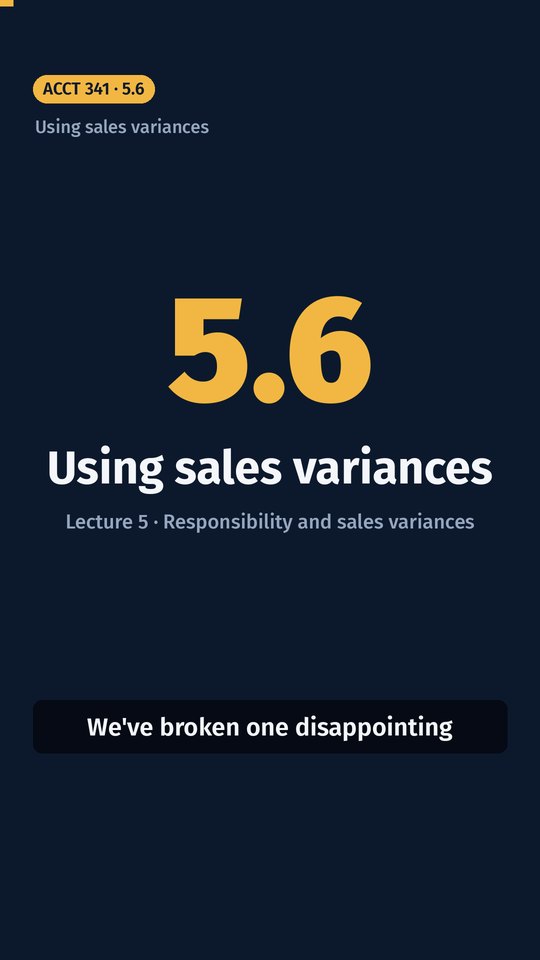 ACCT 341 · 5.6
Using sales variances
5.6
Using sales variances
Lecture 5 · Responsibility and sales variances
We've broken one disappointing